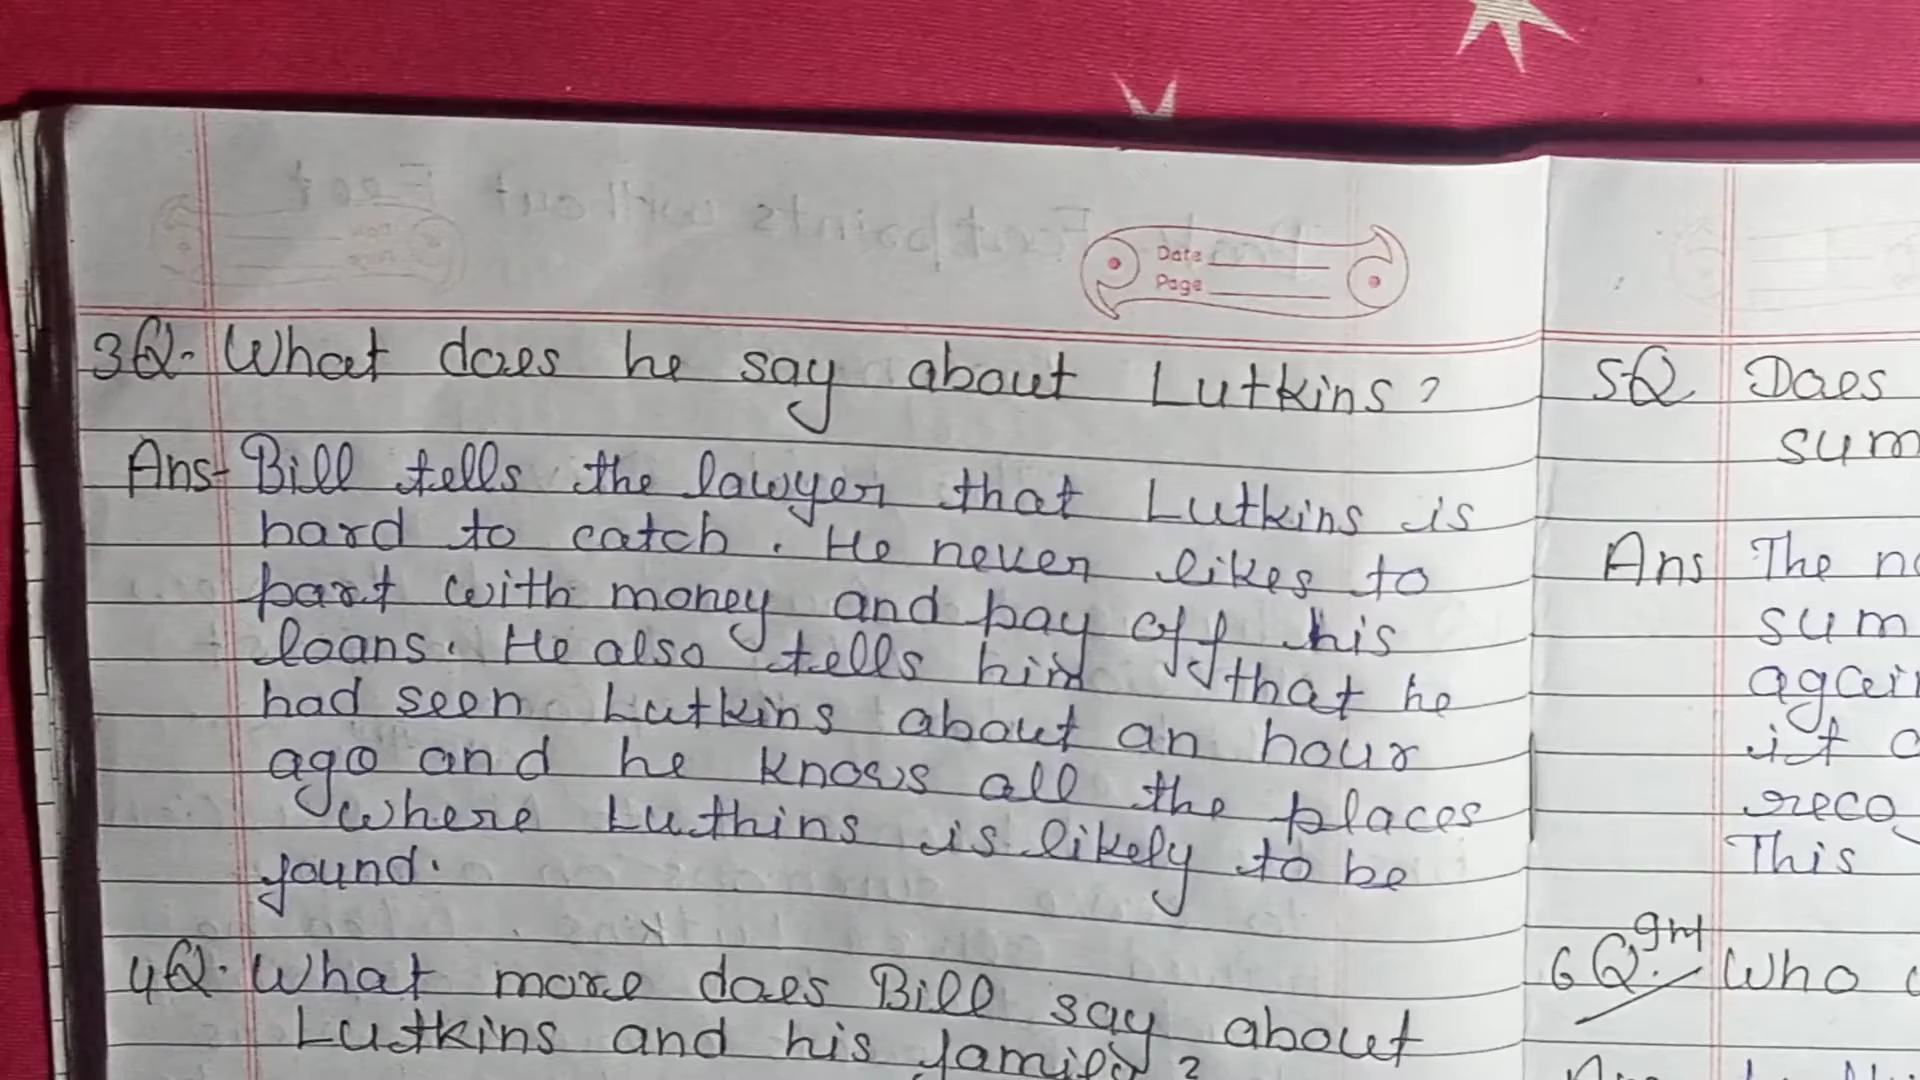 Date
Page
3Q. What does he say about Lutkins?
Ans- Bill tells the lawyer that Lutkins is
hard to catch. He never likes to
part with money and pay off his
loans. He also tells him that he
had seen Lutkins about an hour
ago and he knows all the places
where Luthins is likely to be
found.
4Q. What more does Bill say about
Lutkins and his family?
5Q Does
sum
Ans The
sum
it
reco
This
6Q. Who